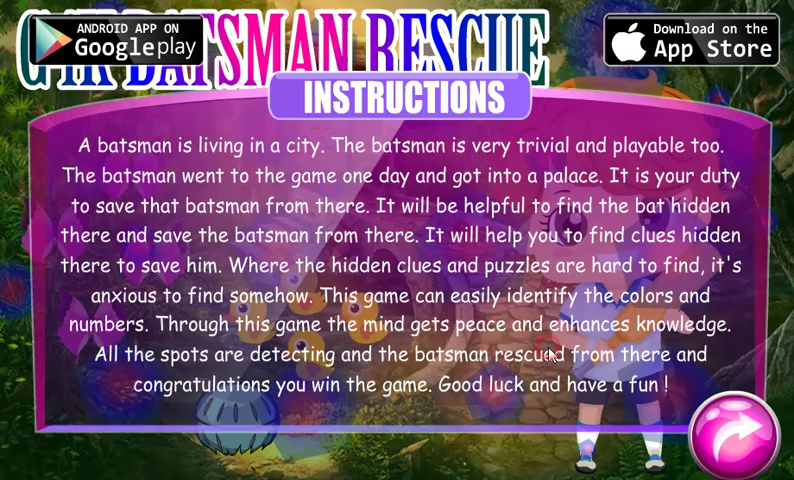 ANDROID APP ON
Google play
BATSMAN RESCUE
Download on the
App Store
INSTRUCTIONS
A batsman is living in a city. The batsman is very trivial and playable too.
The batsman went to the game one day and got into a palace. It is your duty
to save that batsman from there. It will be helpful to find the bat hidden
there and save the batsman from there. It will help you to find clues hidden
there to save him. Where the hidden clues and puzzles are hard to find, it's
anxious to find somehow. This game can easily identify the colors and
numbers. Through this game the mind gets peace and enhances knowledge.
All the spots are detecting and the batsman rescued from there and
congratulations you win the game. Good luck and have a fun !